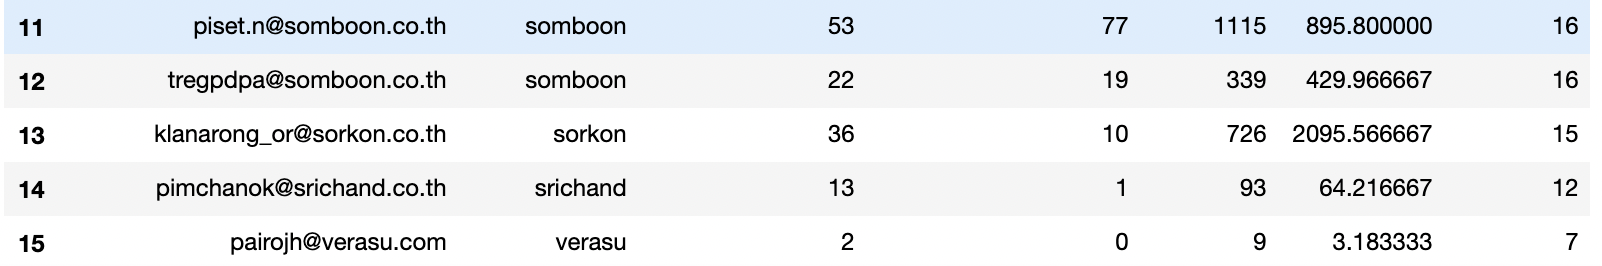 11 piset.n@somboon.co.th somboon 53 77 1115 895.800000 16
12 tregpdpa@somboon.co.th somboon 22 19 339 429.966667 16
13 klanarong_or@sorkon.co.th sorkon 36 10 726 2095.566667 15
14 pimchanok@srichand.co.th srichand 13 1 93 64.216667 12
15 pairojh@verasu.com verasu 2 0 9 3.183333 7